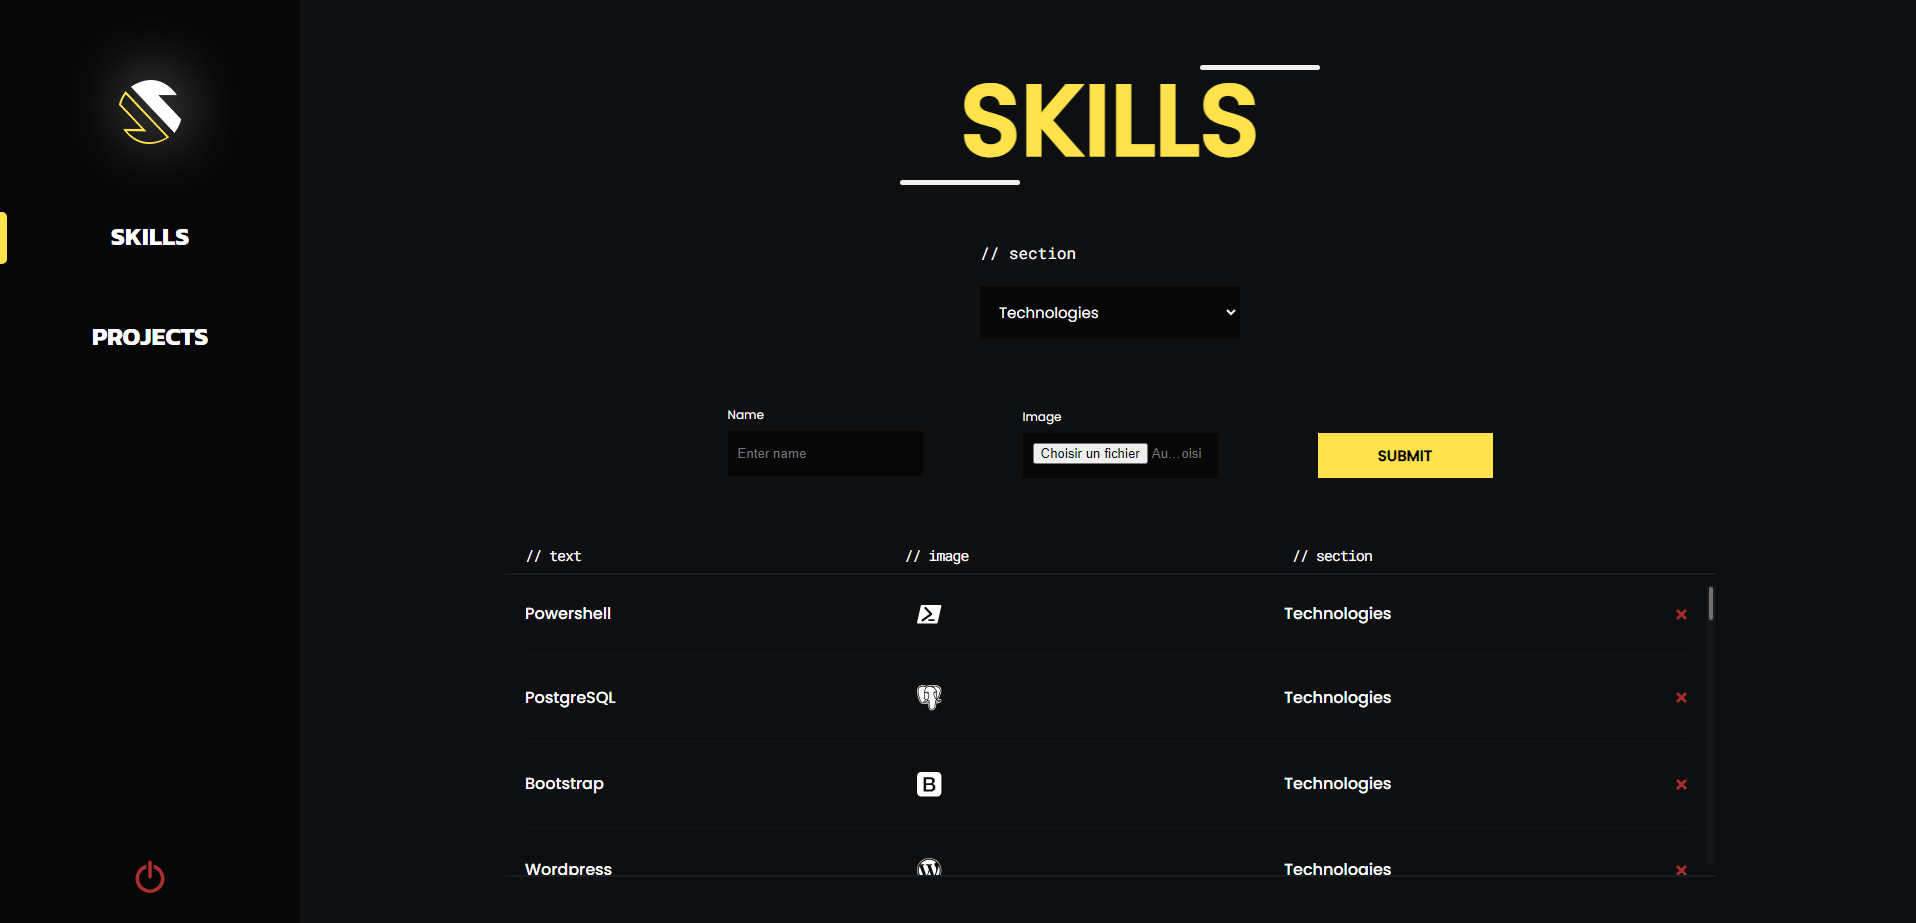 SKILLS
PROJECTS
SKILLS
// section
Technologies
Name
Enter name
Image
Choisir un fichier Au...oisi
SUBMIT
// text // image // section
Powershell Technologies
PostgreSQL Technologies
Bootstrap B Technologies
Wordpress Technologies